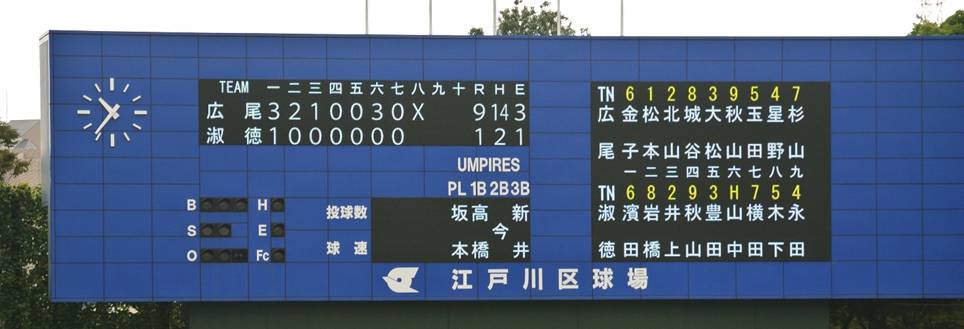 TEAM 一 二 三 四 五 六 七 八 九 十 R H E
広 尾 3 2 1 0 0 3 0 X 9 14 3
淑 徳 1 0 0 0 0 0 0 1 2 1
UMPIRES
PL 1B 2B 3B
坂 高 新
今
本 橋 井
B H
S E
O Fc
投球数
球 速
TN 6 1 2 8 3 9 5 4 7
広 金 松 北 城 大 秋 玉 星 杉
尾 子 本 山 谷 松 山 田 野 山
一 二 三 四 五 六 七 八 九
TN 6 8 2 9 3 H 7 5 4
淑 濱 岩 井 秋 豊 山 横 木 永
徳 田 橋 上 山 田 中 田 下 田
江戸川区球場